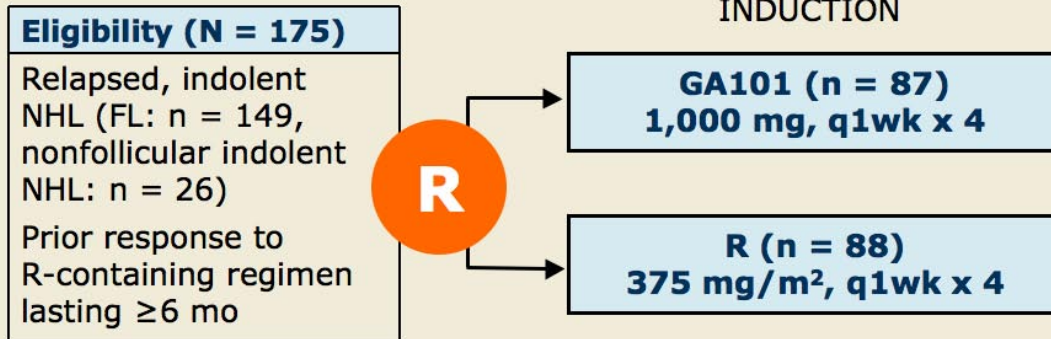 INDUCTION
Eligibility (N = 175)
Relapsed, indolent
NHL (FL: n = 149,
nonfollicular indolent
NHL: n = 26)
Prior response to
R-containing regimen
lasting ≥6 mo
R
GA101 (n = 87)
1,000 mg, q1wk x 4
R (n = 88)
375 mg/m², q1wk x 4